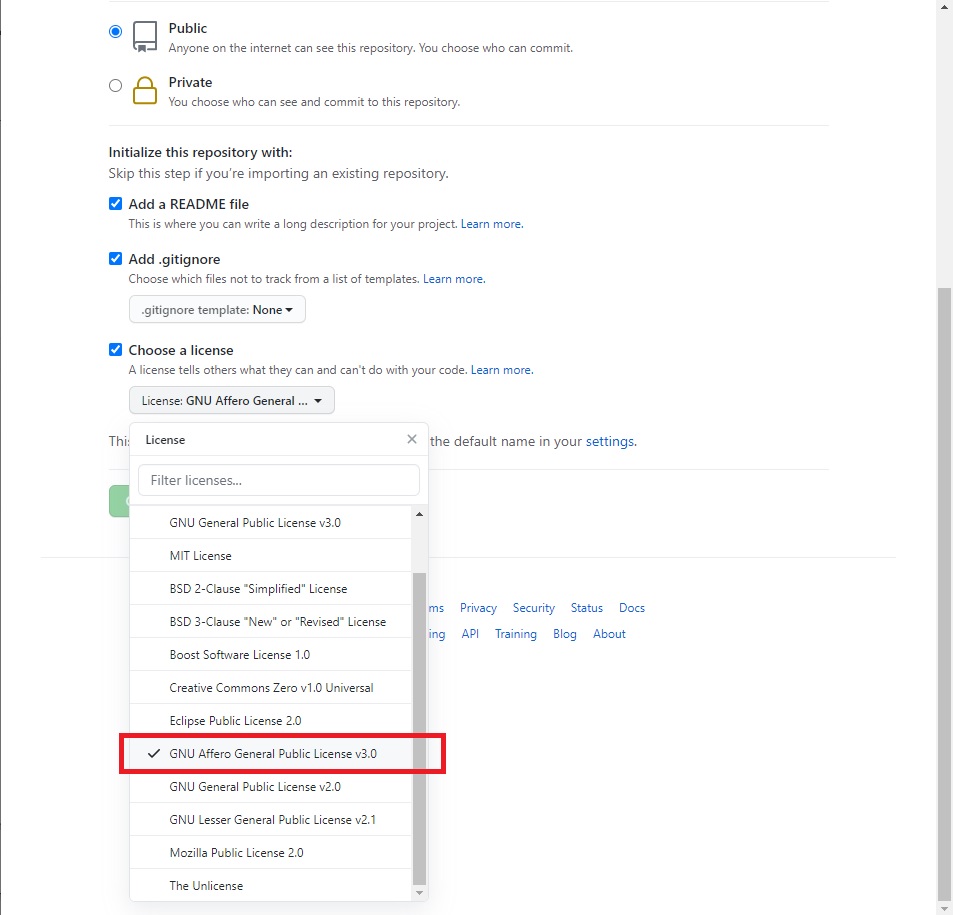 Public
Anyone on the internet can see this repository. You choose who can commit.
Private
You choose who can see and commit to this repository.
Initialize this repository with:
Skip this step if you're importing an existing repository.
Add a README file
This is where you can write a long description for your project. Learn more.
Add .gitignore
Choose which files not to track from a list of templates. Learn more.
.gitignore template: None
Choose a license
A license tells others what they can and can't do with your code. Learn more.
License: GNU Affero General ...
the default name in your settings.
License
Filter licenses...
GNU General Public License v3.0
MIT License
BSD 2-Clause "Simplified" License
BSD 3-Clause "New" or "Revised" License
Boost Software License 1.0
Creative Commons Zero v1.0 Universal
Eclipse Public License 2.0
GNU Affero General Public License v3.0
GNU General Public License v2.0
GNU Lesser General Public License v2.1
Mozilla Public License 2.0
The Unlicense
Privacy Security Status Docs
API Training Blog About